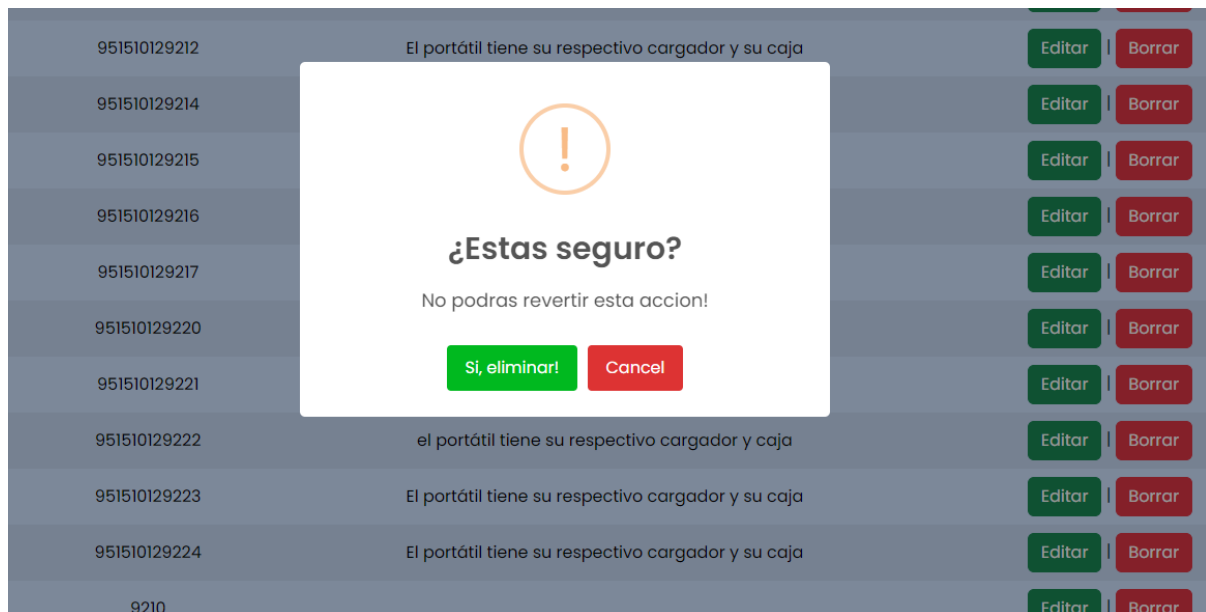 951510129212 El portátil tiene su respectivo cargador y su caja Editar | Borrar
951510129214 Editar | Borrar
951510129215 Editar | Borrar
951510129216 Editar | Borrar
951510129217 Editar | Borrar
951510129220 Editar | Borrar
951510129221 Editar | Borrar
!
¿Estas seguro?
No podras revertir esta accion!
Si, eliminar! Cancel
951510129222 el portátil tiene su respectivo cargador y caja Editar | Borrar
951510129223 El portátil tiene su respectivo cargador y su caja Editar | Borrar
951510129224 El portátil tiene su respectivo cargador y su caja Editar | Borrar
9210 Editar | Borrar